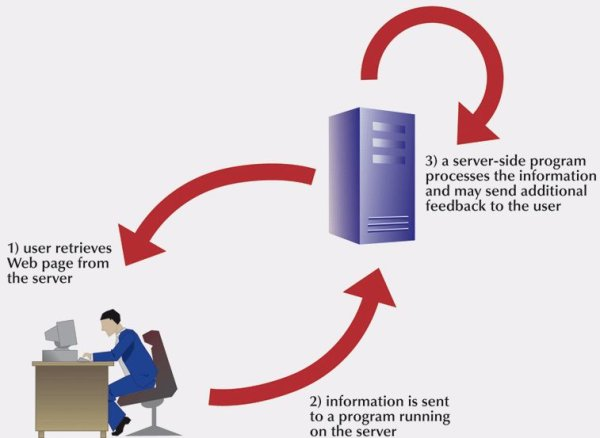 1) user retrieves
Web page from
the server
2) information is sent
to a program running
on the server
3) a server-side program
processes the information
and may send additional
feedback to the user